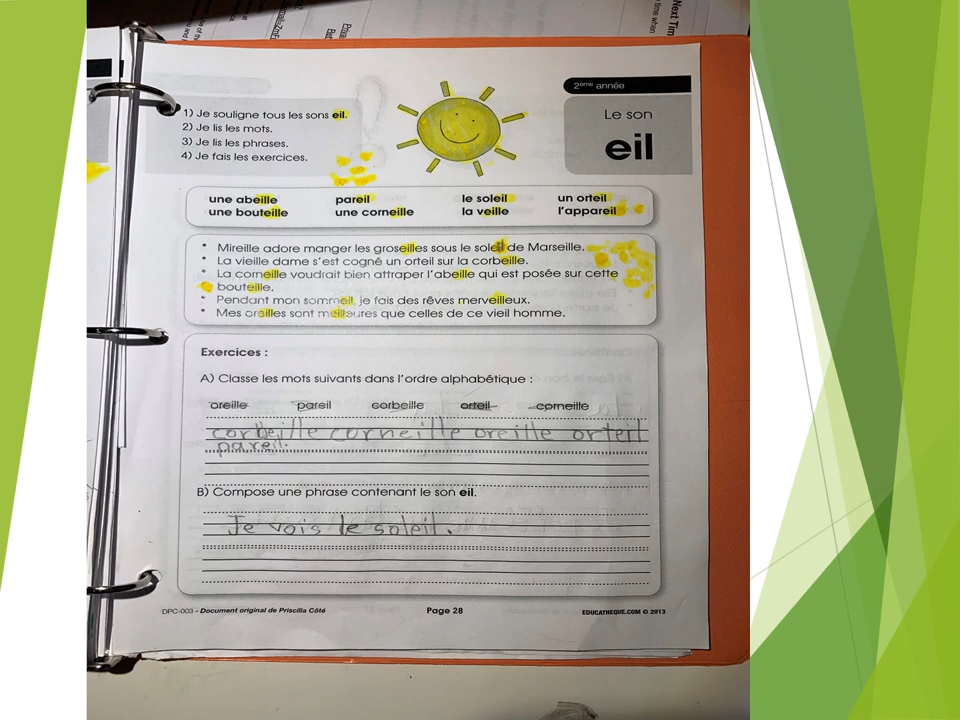 Next Tim
time when
2ème année
1) Je souligne tous les sons eil.
2) Je lis les mots.
3) Je lis les phrases.
4) Je fais les exercices.
Le son
eil
une abeille pareil le soleil un orteil
une bouteille une corneille la veille l'appareil
• Mireille adore manger les groseilles sous le soleil de Marseille.
• La vieille dame s'est cogné un orteil sur la corbeille.
• La corneille voudrait bien attraper l'abeille qui est posée sur cette
bouteille.
• Pendant mon sommeil, je fais des rêves merveilleux.
• Mes oreilles sont meilleures que celles de ce vieil homme.
Exercices :
A) Classe les mots suivants dans l'ordre alphabétique :
oreille pareil corbeille orteil corneille
corbeille corneille oreille orteil
pareil.
B) Compose une phrase contenant le son eil.
Je vois le soleil.
DPC-003 - Document original de Priscilla Côté
Page 28
EDUCATHEQUE.COM © 2013